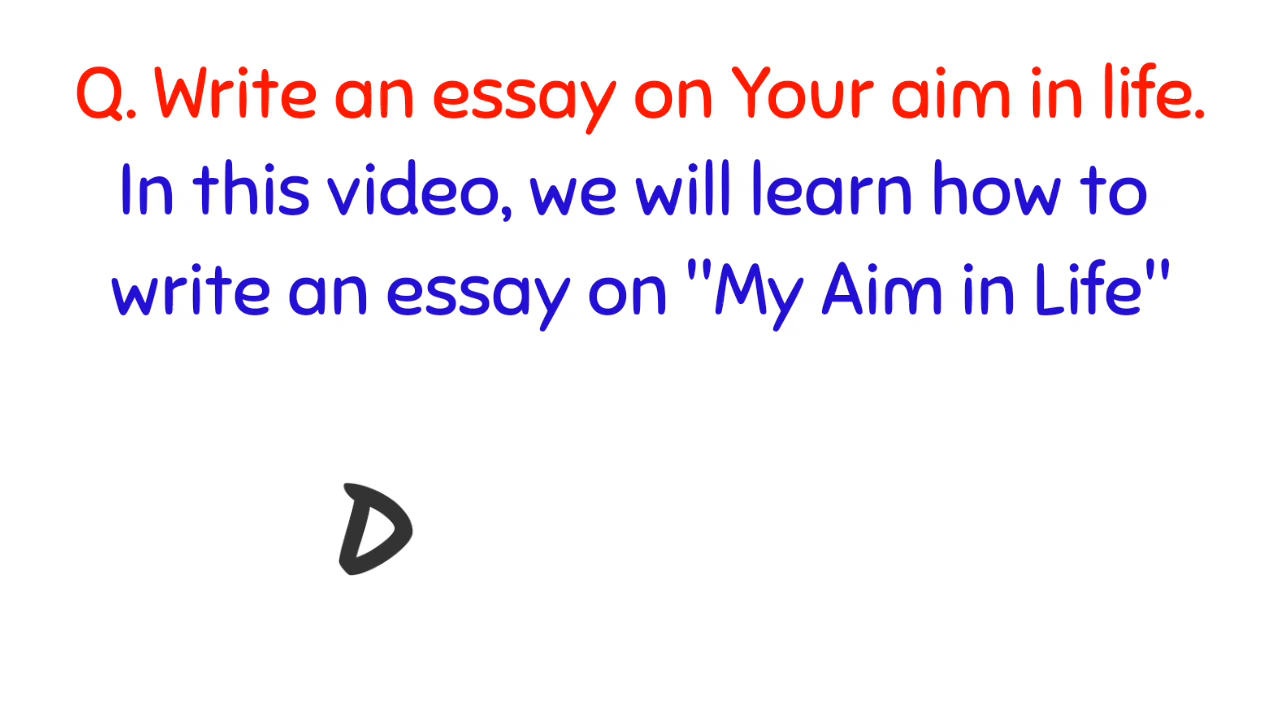 Q. Write an essay on Your aim in life.
In this video, we will learn how to
write an essay on "My Aim in Life"
D